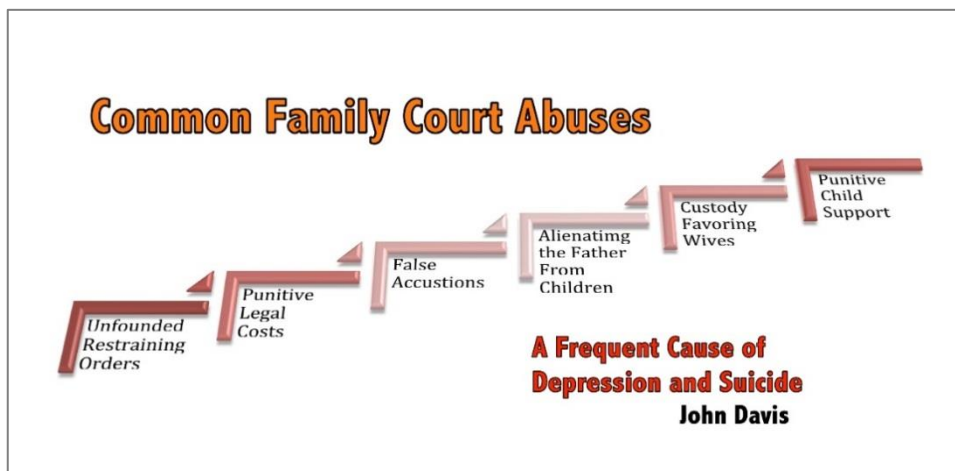 Common Family Court Abuses
Unfounded
Restraining
Orders
Punitive
Legal
Costs
False
Accustions
Alienatimg
the Father
From
Children
Custody
Favoring
Wives
Punitive
Child
Support
A Frequent Cause of
Depression and Suicide
John Davis